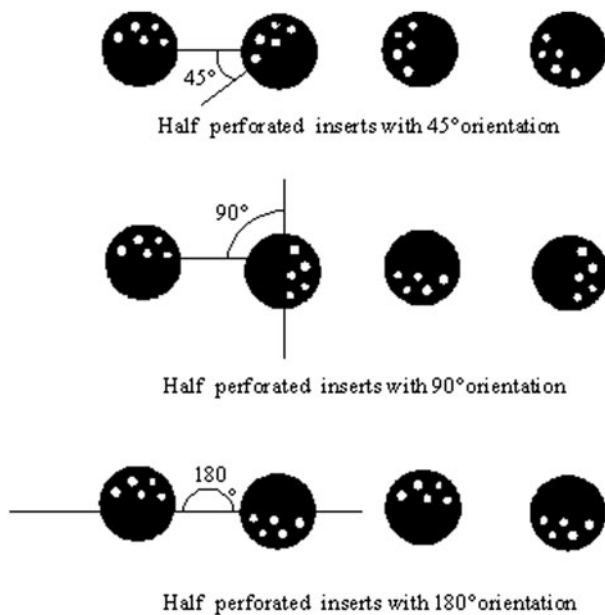 45°
Half perforated inserts with 45° orientation
90°
Half perforated inserts with 90° orientation
180°
Half perforated inserts with 180° orientation